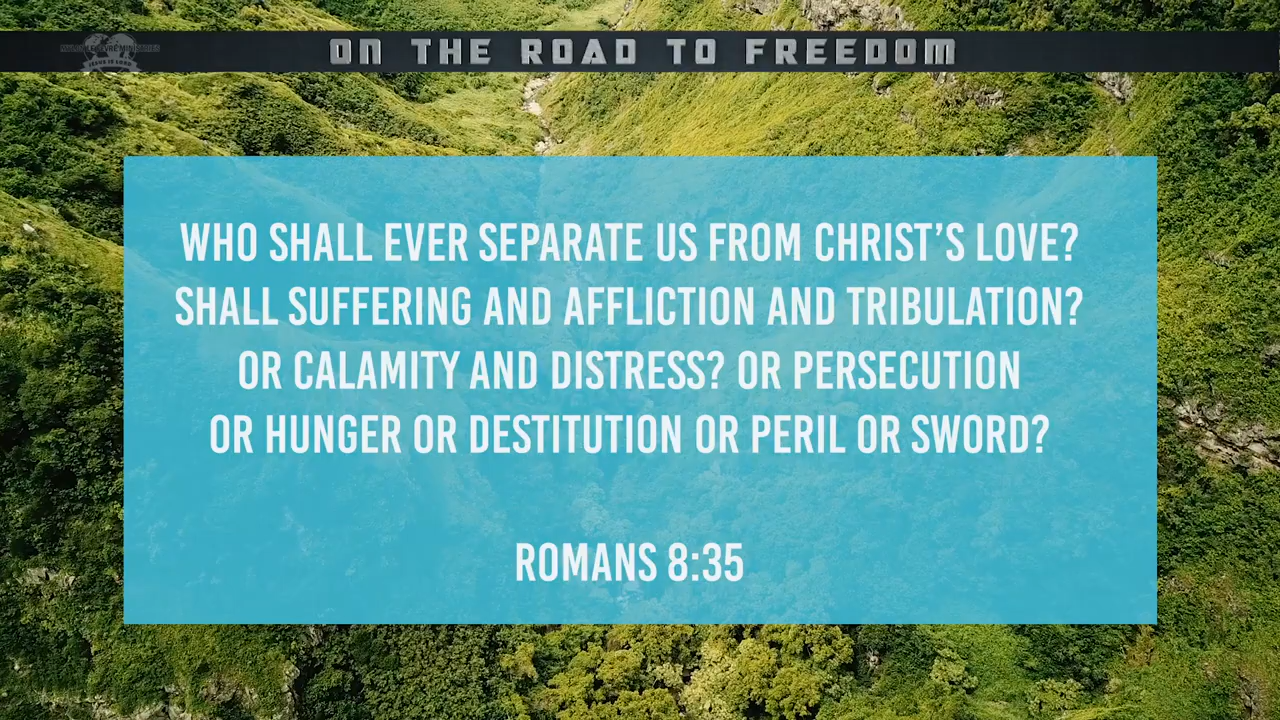 ON THE ROAD TO FREEDOM
WHO SHALL EVER SEPARATE US FROM CHRIST'S LOVE?
SHALL SUFFERING AND AFFLICTION AND TRIBULATION?
OR CALAMITY AND DISTRESS? OR PERSECUTION
OR HUNGER OR DESTITUTION OR PERIL OR SWORD?
ROMANS 8:35